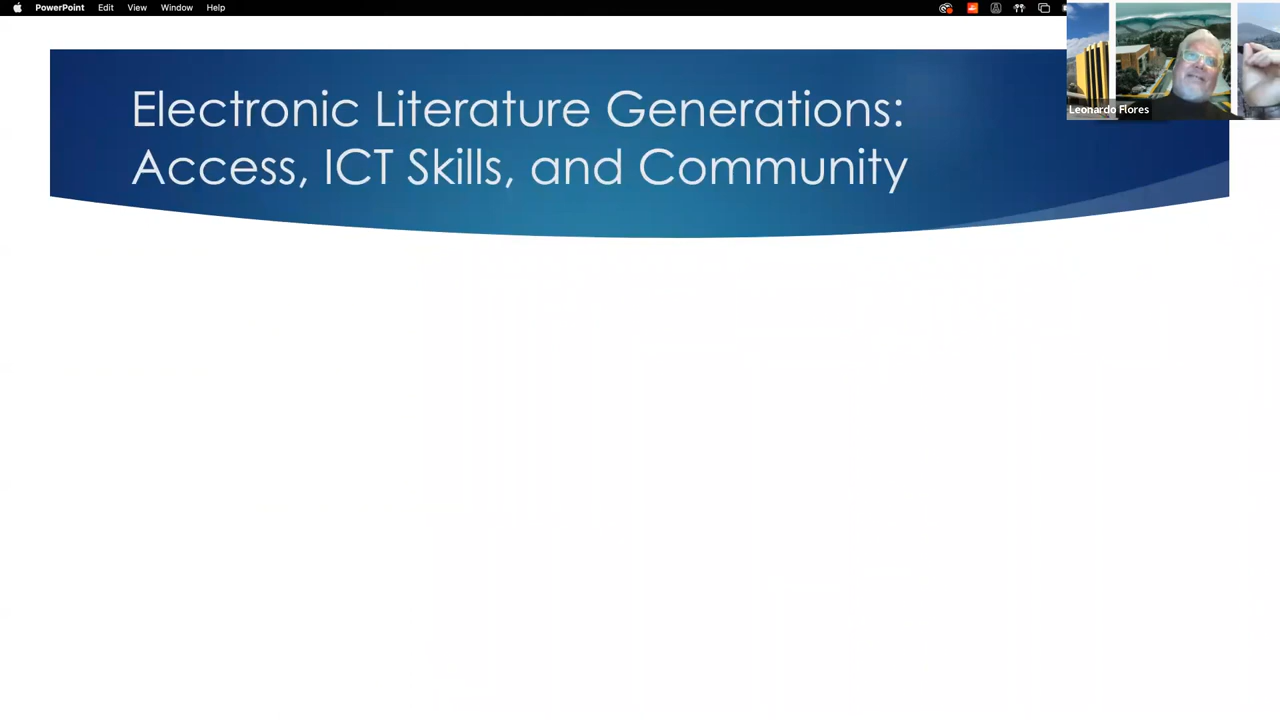 PowerPoint Edit View Window Help
Leonardo Flores
Electronic Literature Generations:
Access, ICT Skills, and Community